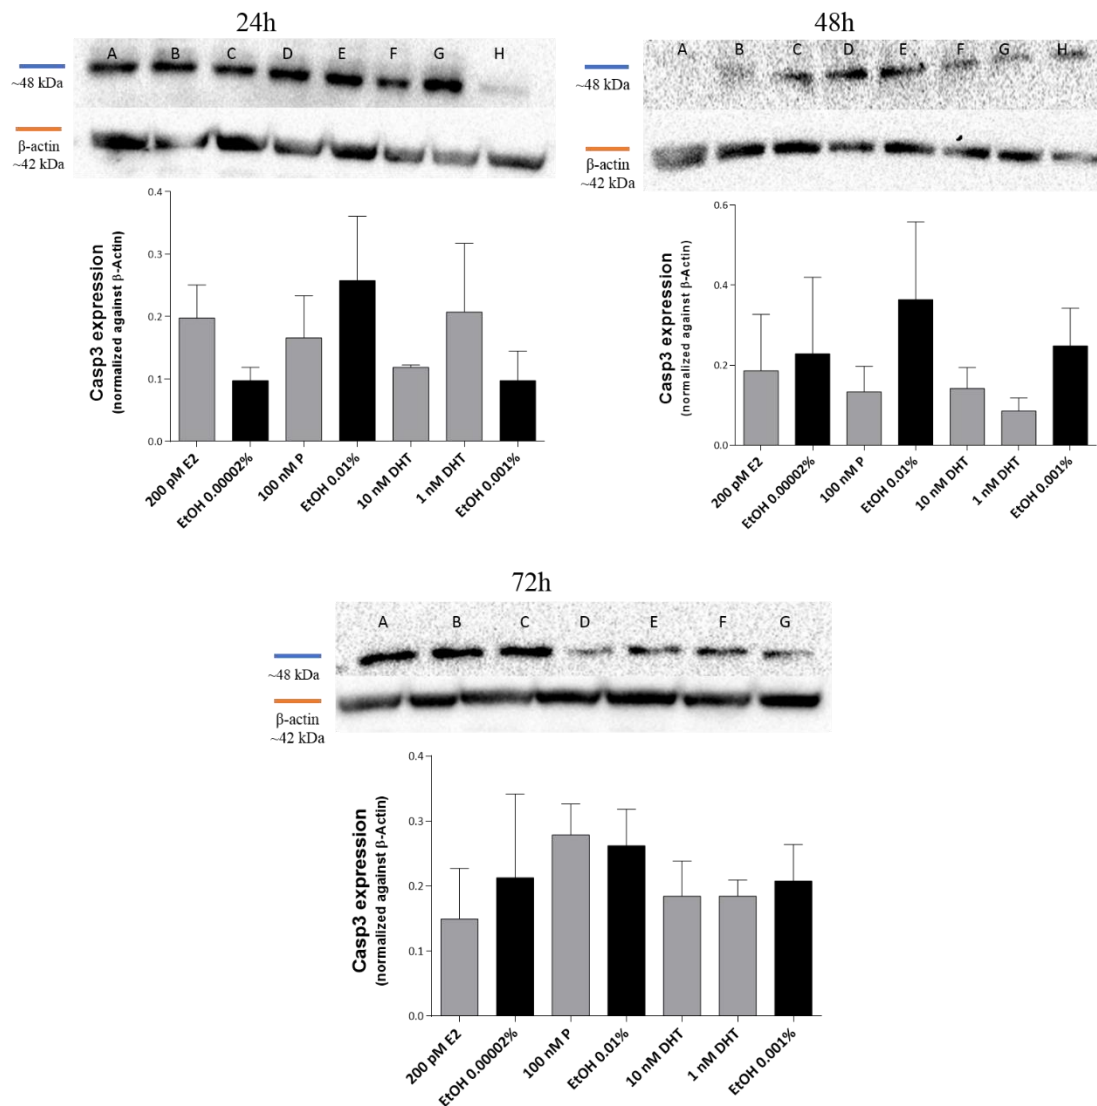 24h
A B C D E F G H
~48 kDa
β-actin
~42 kDa
0.4
0.3
0.2
0.1
0.0
Casp3 expression
(normalized against β-Actin)
200 pM E2
EtOH 0.00002%
100 nM P
EtOH 0.01%
10 nM DHT
1 nM DHT
EtOH 0.001%
48h
A B C D E F G H
~48 kDa
β-actin
~42 kDa
0.6
0.4
0.2
0.0
Casp3 expression
(normalized against β-Actin)
200 pM E2
EtOH 0.00002%
100 nM P
EtOH 0.01%
10 nM DHT
1 nM DHT
EtOH 0.001%
72h
A B C D E F G
~48 kDa
β-actin
~42 kDa
0.4
0.3
0.2
0.1
0.0
Casp3 expression
(normalized against β-Actin)
200 pM E2
EtOH 0.00002%
100 nM P
EtOH 0.01%
10 nM DHT
1 nM DHT
EtOH 0.001%